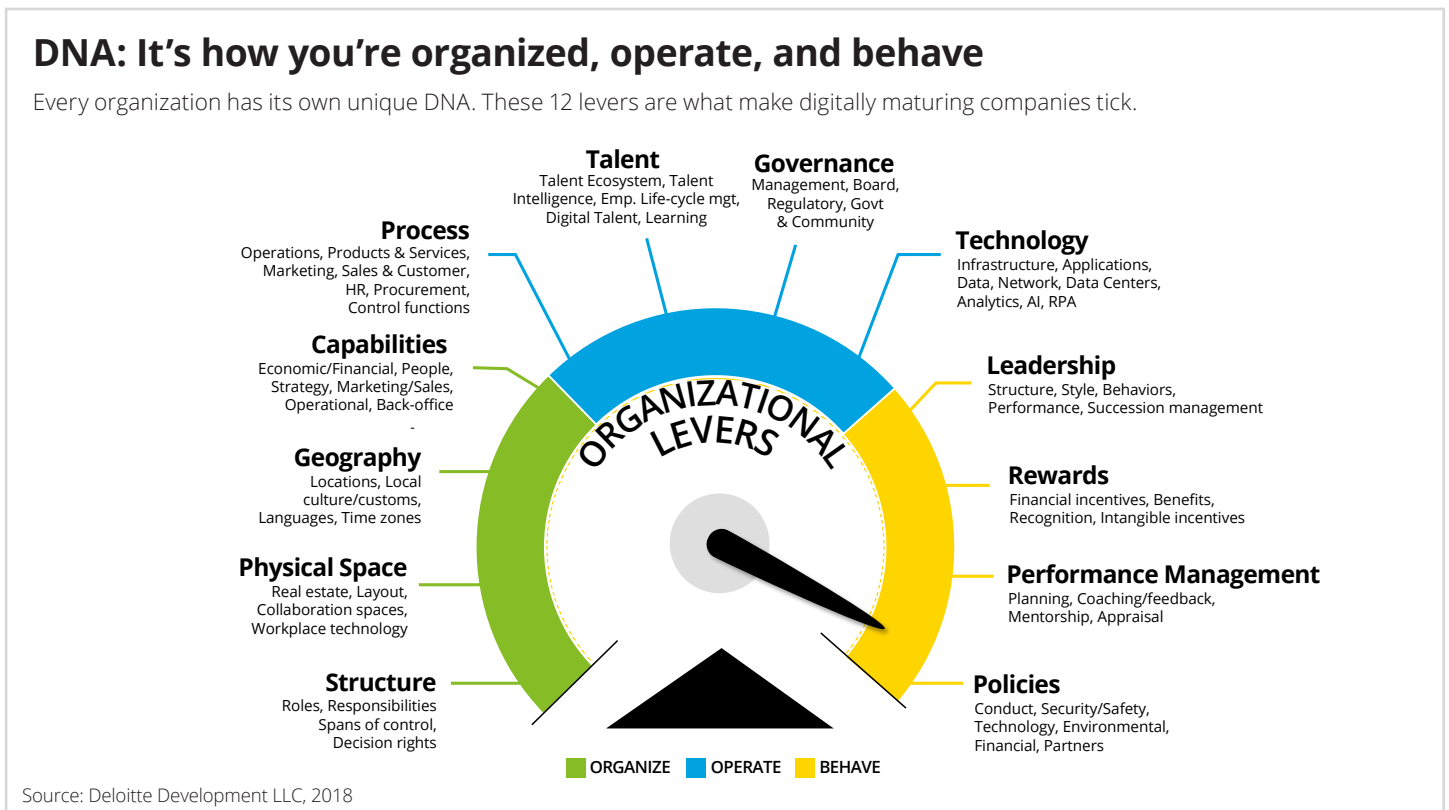 DNA: It's how you're organized, operate, and behave
Every organization has its own unique DNA. These 12 levers are what make digitally maturing companies tick.
Talent
Talent Ecosystem, Talent
Intelligence, Emp. Life-cycle mgt,
Digital Talent, Learning
Governance
Management, Board,
Regulatory, Govt
& Community
Process
Operations, Products & Services,
Marketing, Sales & Customer,
HR, Procurement,
Control functions
Technology
Infrastructure, Applications,
Data, Network, Data Centers,
Analytics, AI, RPA
Capabilities
Economic/Financial, People,
Strategy, Marketing/Sales,
Operational, Back-office
-
Leadership
Structure, Style, Behaviors,
Performance, Succession management
ORGANIZATIONAL
LEVERS
Geography
Locations, Local
culture/customs,
Languages, Time zones
Rewards
Financial incentives, Benefits,
Recognition, Intangible incentives
Physical Space
Real estate, Layout,
Collaboration spaces,
Workplace technology
Performance Management
Planning, Coaching/feedback,
Mentorship, Appraisal
Structure
Roles, Responsibilities
Spans of control,
Decision rights
Policies
Conduct, Security/Safety,
Technology, Environmental,
Financial, Partners
ORGANIZE OPERATE BEHAVE
Source: Deloitte Development LLC, 2018